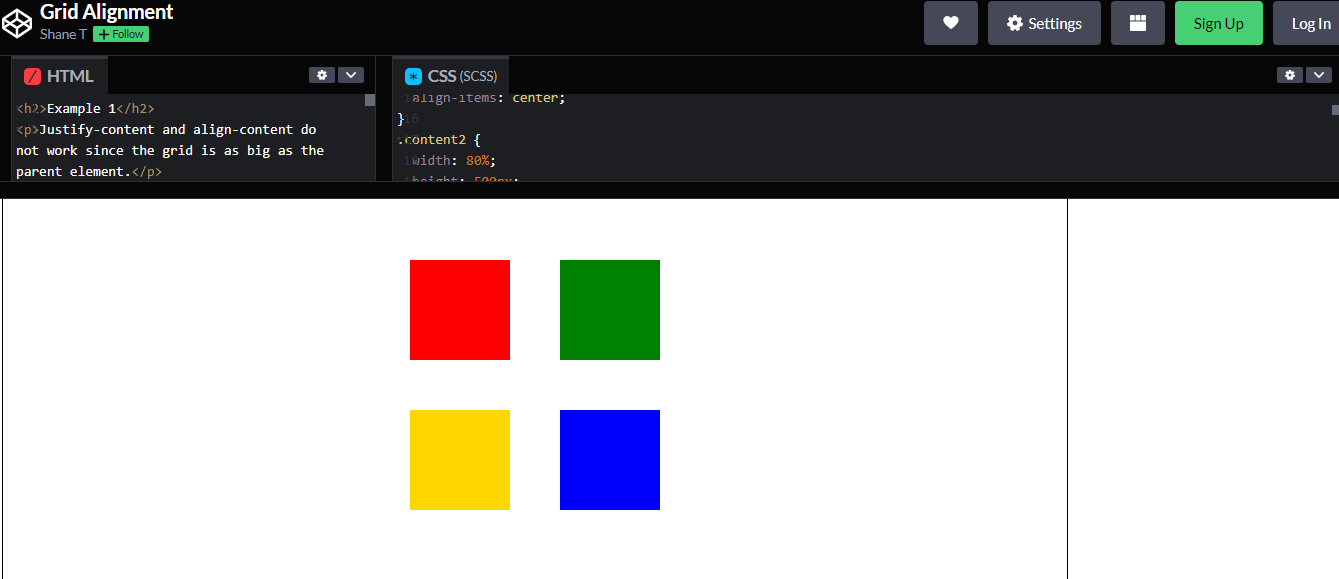 Grid Alignment
Shane T + Follow
Settings
Sign Up
Log In
HTML
<h2>Example 1</h2>
<p>Justify-content and align-content do
not work since the grid is as big as the
parent element.</p>
CSS (SCSS)
align-items: center;
}
16
.content2 {
width: 80%;
height: 500px;